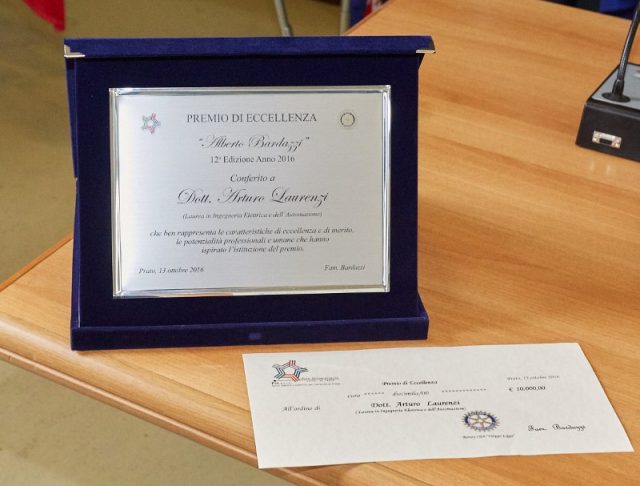 PREMIO DI ECCELLENZA
"Alberto Bardazzi"
12ª Edizione Anno 2016
Conferito a
Dott. Arturo Laurenzi
(Laurea in Ingegneria Elettrica e dell'Automazione)
che ben rappresenta le caratteristiche di eccellenza e di merito,
le potenzialità professionali e umane che hanno
ispirato l'istituzione del premio.
Prato, 13 ottobre 2016 Fam. Bardazzi
Prato, 13 ottobre 2016
Premio di Eccellenza
euro ****** diecimila/00 ****** € 10.000,00
All'ordine di Dott. Arturo Laurenzi
(Laurea in Ingegneria Elettrica e dell'Automazione)
Fam. Bardazzi